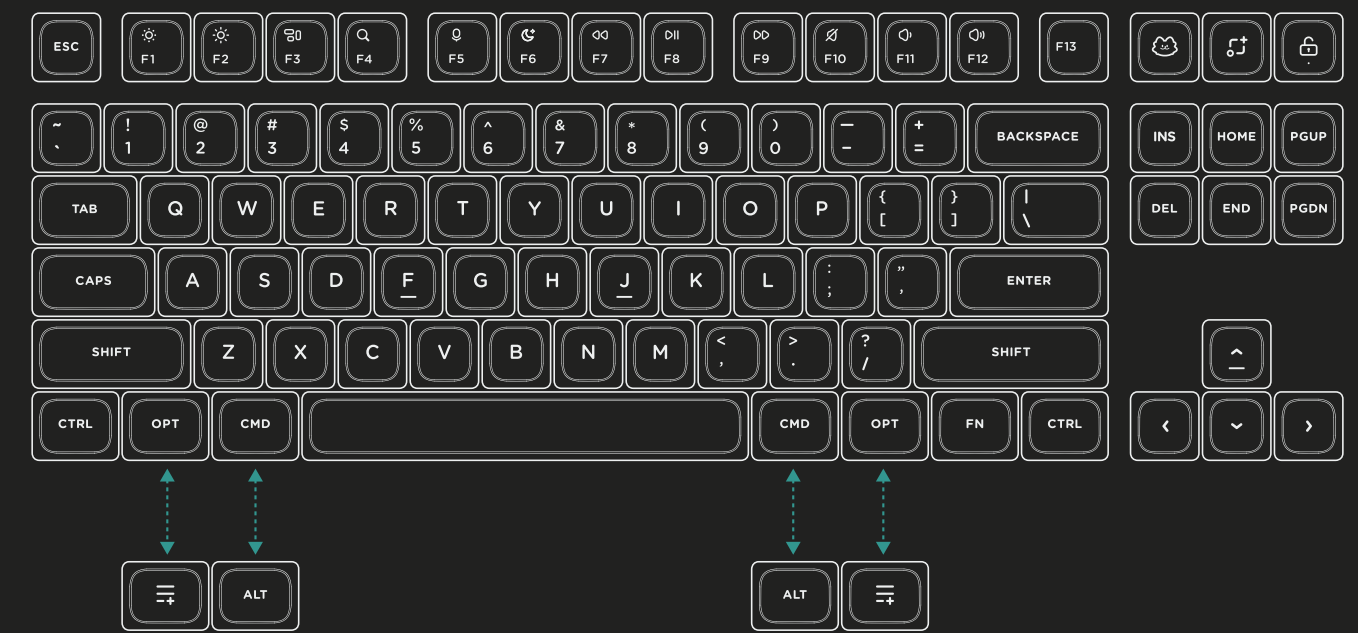 ESC F1 F2 F3 F4 F5 F6 F7 F8 F9 F10 F11 F12 F13
~ ! @ # $ % ^ & * ( ) — +
` 1 2 3 4 5 6 7 8 9 0 - = BACKSPACE INS HOME PGUP
TAB Q W E R T Y U I O P { [ } ] | \ DEL END PGDN
CAPS A S D F G H J K L : ; ” ’ ENTER
SHIFT Z X C V B N M < , > . ? / SHIFT
CTRL OPT CMD CMD OPT FN CTRL
ALT ALT